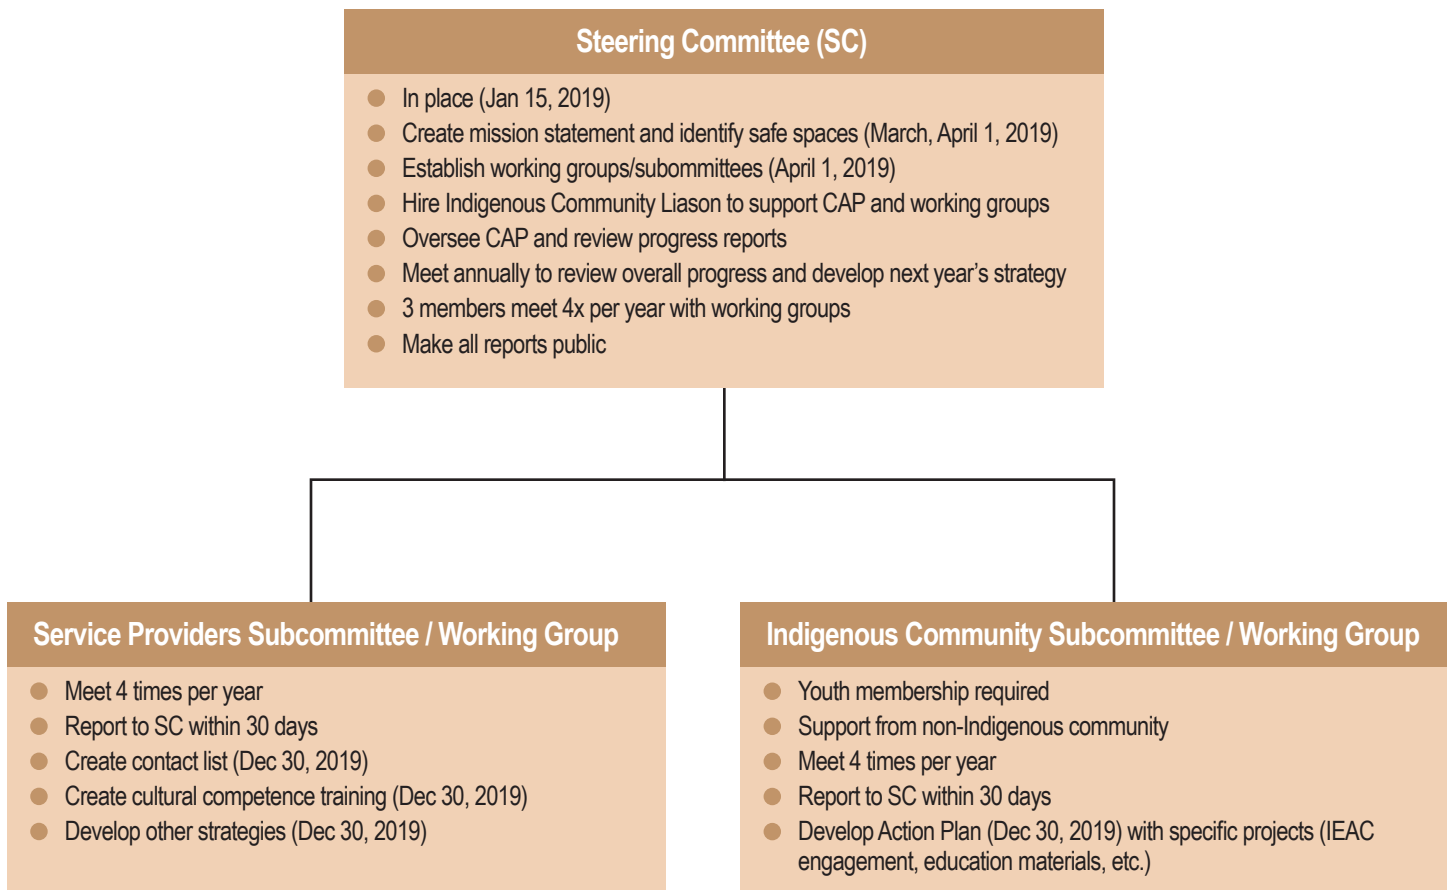 Steering Committee (SC)
In place (Jan 15, 2019)
Create mission statement and identify safe spaces (March, April 1, 2019)
Establish working groups/subommittees (April 1, 2019)
Hire Indigenous Community Liason to support CAP and working groups
Oversee CAP and review progress reports
Meet annually to review overall progress and develop next year’s strategy
3 members meet 4x per year with working groups
Make all reports public
Service Providers Subcommittee / Working Group
Meet 4 times per year
Report to SC within 30 days
Create contact list (Dec 30, 2019)
Create cultural competence training (Dec 30, 2019)
Develop other strategies (Dec 30, 2019)
Indigenous Community Subcommittee / Working Group
Youth membership required
Support from non-Indigenous community
Meet 4 times per year
Report to SC within 30 days
Develop Action Plan (Dec 30, 2019) with specific projects (IEAC
engagement, education materials, etc.)